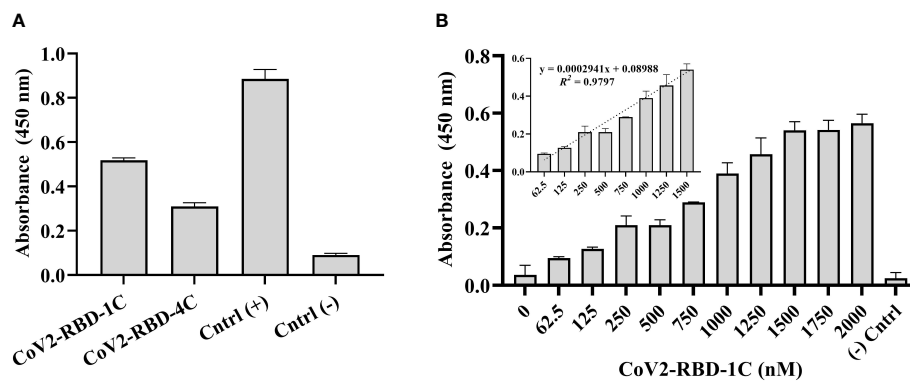 A
Absorbance (450 nm)
1.0
0.8
0.6
0.4
0.2
0.0
CoV2-RBD-1C
CoV2-RBD-4C
Cntrl (+)
Cntrl (-)
B
Absorbance (450 nm)
0.8
0.6
0.4
0.2
0.0
y = 0.0002941x + 0.08988
R² = 0.9797
0.6
0.4
0.2
0.0
62.5
125
250
500
750
1000
1250
1500
0
62.5
125
250
500
750
1000
1250
1500
1750
2000
(-) Cntrl
CoV2-RBD-1C (nM)